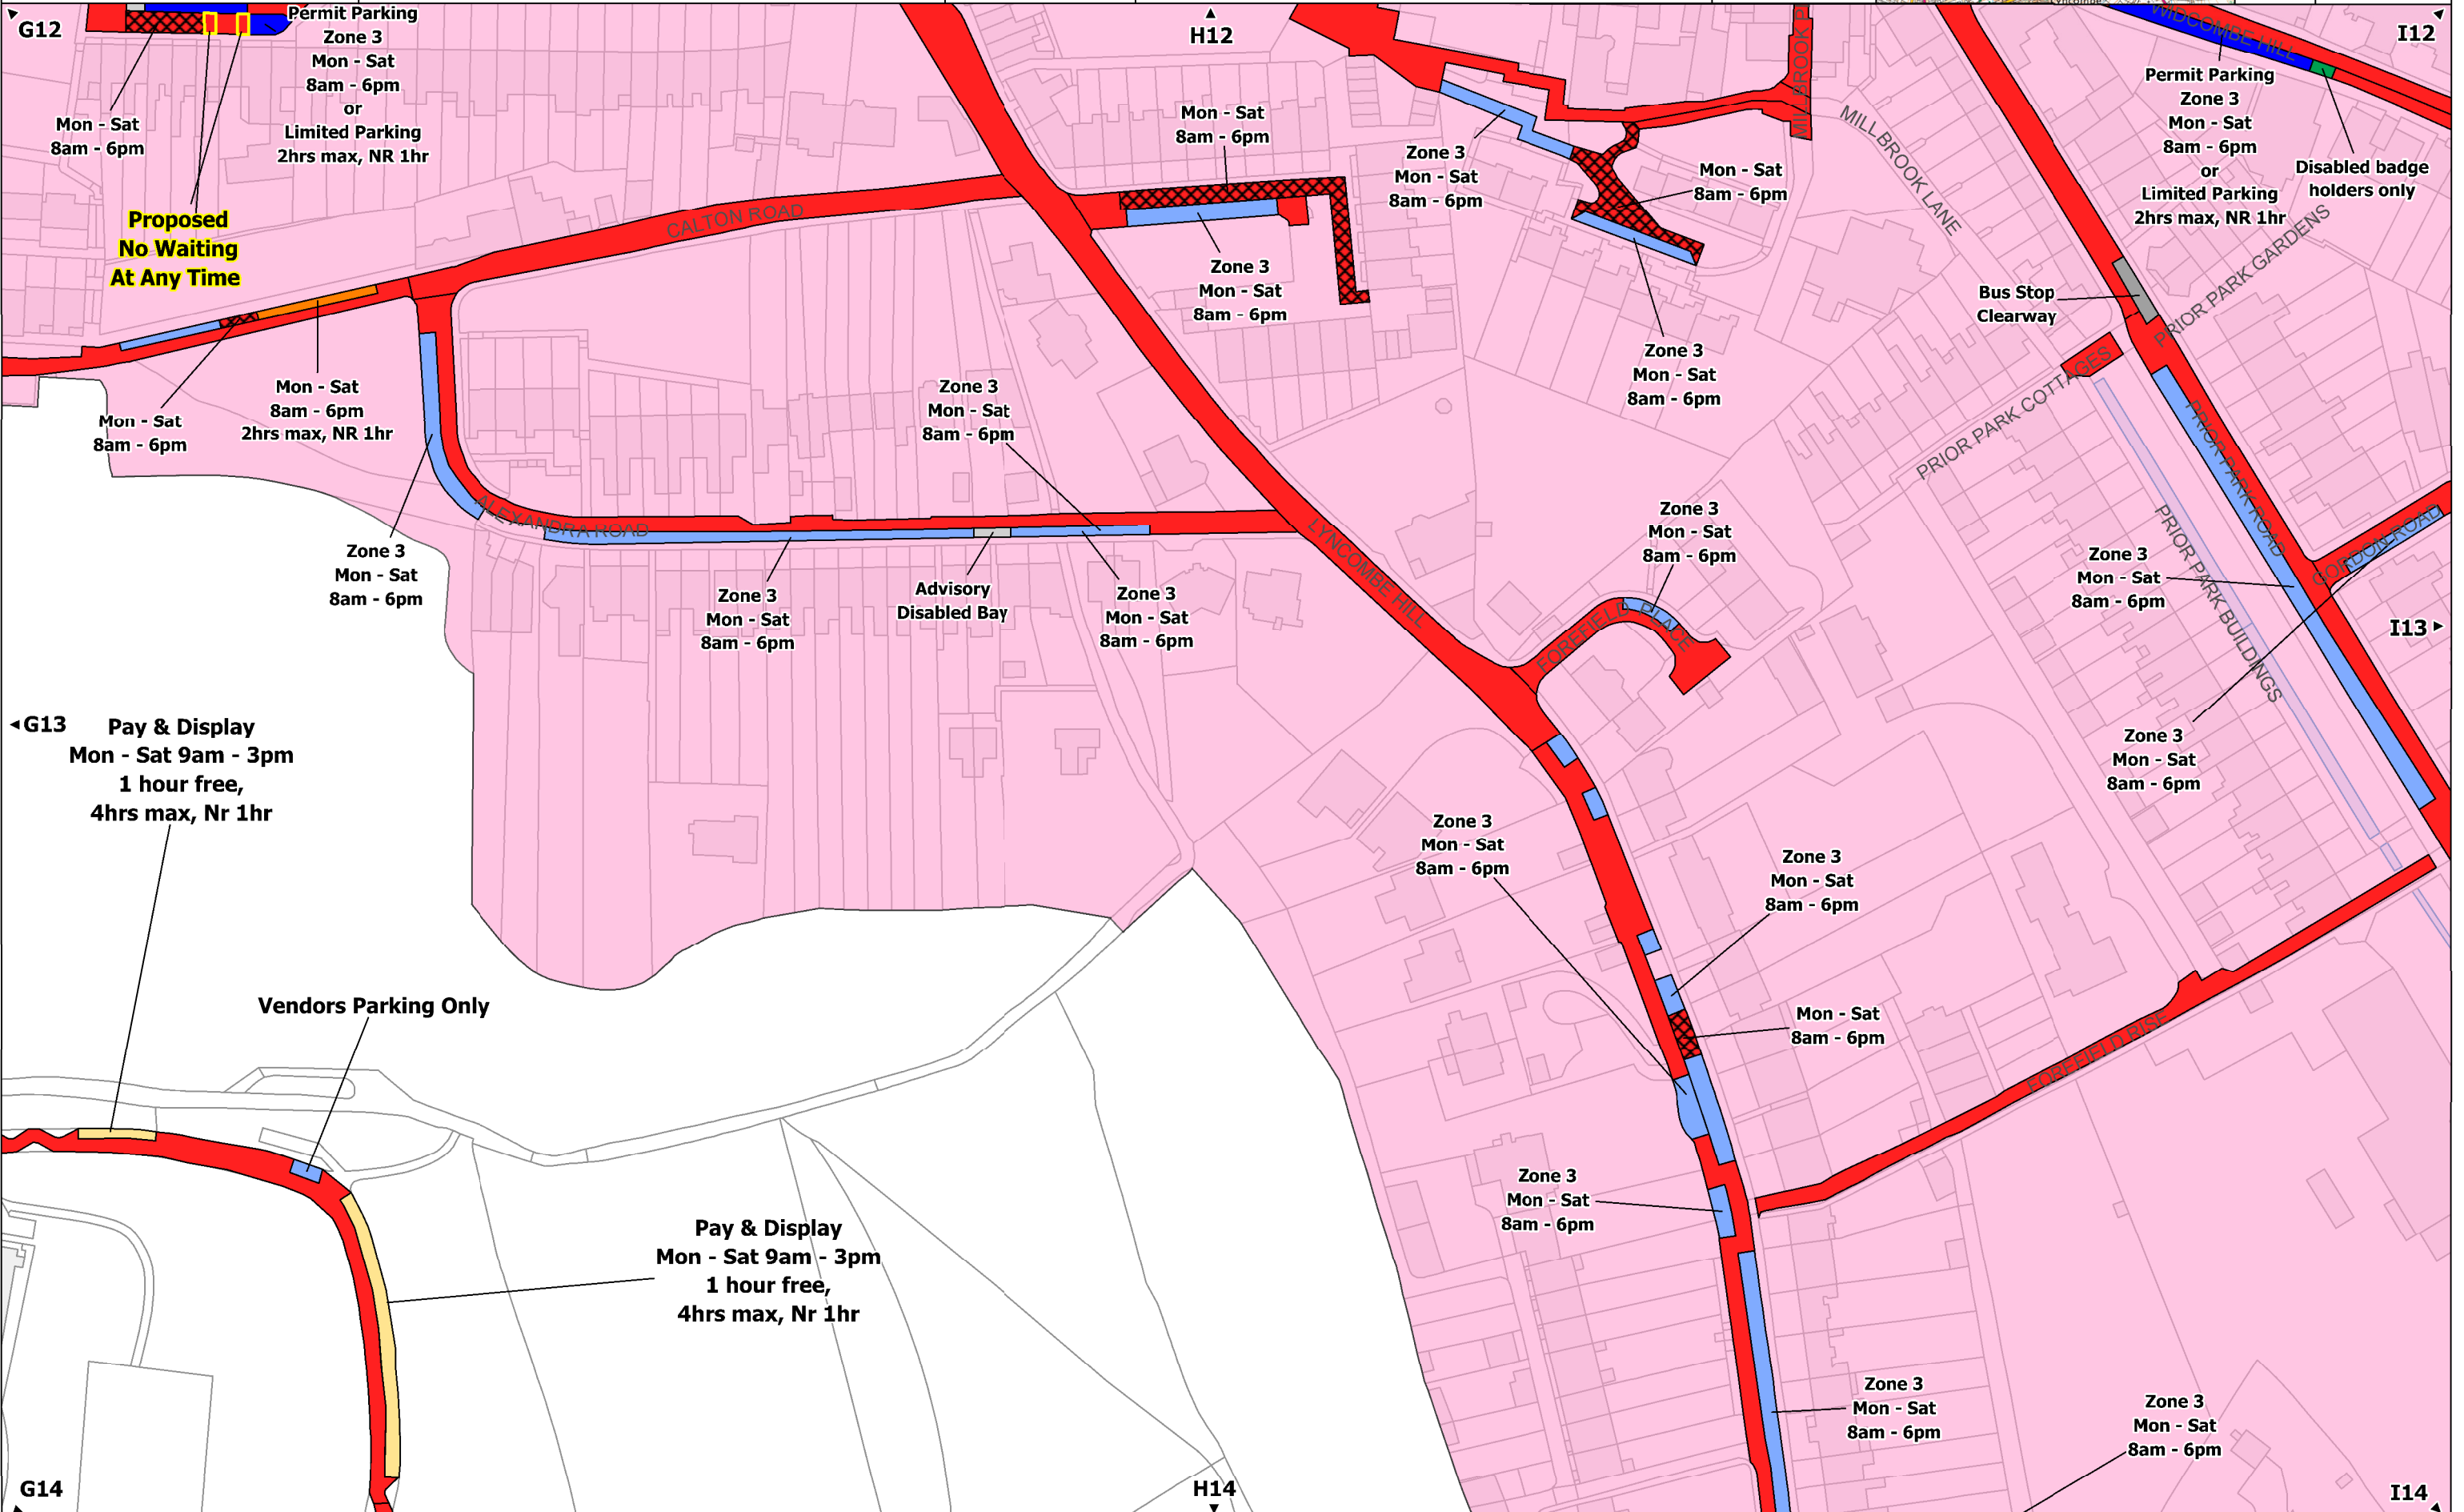 G12
Permit Parking
Zone 3
Mon - Sat
8am - 6pm
or
Limited Parking
2hrs max, NR 1hr
Mon - Sat
8am - 6pm
Proposed
No Waiting
At Any Time
H12
Mon - Sat
8am - 6pm
Zone 3
Mon - Sat
8am - 6pm
Mon - Sat
8am - 6pm
MILLBROOK
MILLBROOK LANE
WIDCOMBE HILL
I12
Permit Parking
Zone 3
Mon - Sat
8am - 6pm
or
Limited Parking
2hrs max, NR 1hr
Disabled badge
holders only
CALTON ROAD
Zone 3
Mon - Sat
8am - 6pm
Zone 3
Mon - Sat
8am - 6pm
Bus Stop
Clearway
PRIOR PARK GARDENS
PRIOR PARK COTTAGES
Mon - Sat
8am - 6pm
Mon - Sat
8am - 6pm
2hrs max, NR 1hr
Zone 3
Mon - Sat
8am - 6pm
ALEXANDRA ROAD
LYNCOMBE HILL
PRIOR PARK ROAD
PRIOR PARK BUILDINGS
GORDON ROAD
Zone 3
Mon - Sat
8am - 6pm
Zone 3
Mon - Sat
8am - 6pm
Advisory
Disabled Bay
Zone 3
Mon - Sat
8am - 6pm
Zone 3
Mon - Sat
8am - 6pm
FOREFIELD PLACE
Zone 3
Mon - Sat
8am - 6pm
I13
G13
Pay & Display
Mon - Sat 9am - 3pm
1 hour free,
4hrs max, Nr 1hr
Zone 3
Mon - Sat
8am - 6pm
Zone 3
Mon - Sat
8am - 6pm
Zone 3
Mon - Sat
8am - 6pm
Vendors Parking Only
Mon - Sat
8am - 6pm
FOREFIELD RISE
Pay & Display
Mon - Sat 9am - 3pm
1 hour free,
4hrs max, Nr 1hr
Zone 3
Mon - Sat
8am - 6pm
Zone 3
Mon - Sat
8am - 6pm
Zone 3
Mon - Sat
8am - 6pm
G14
H14
I14